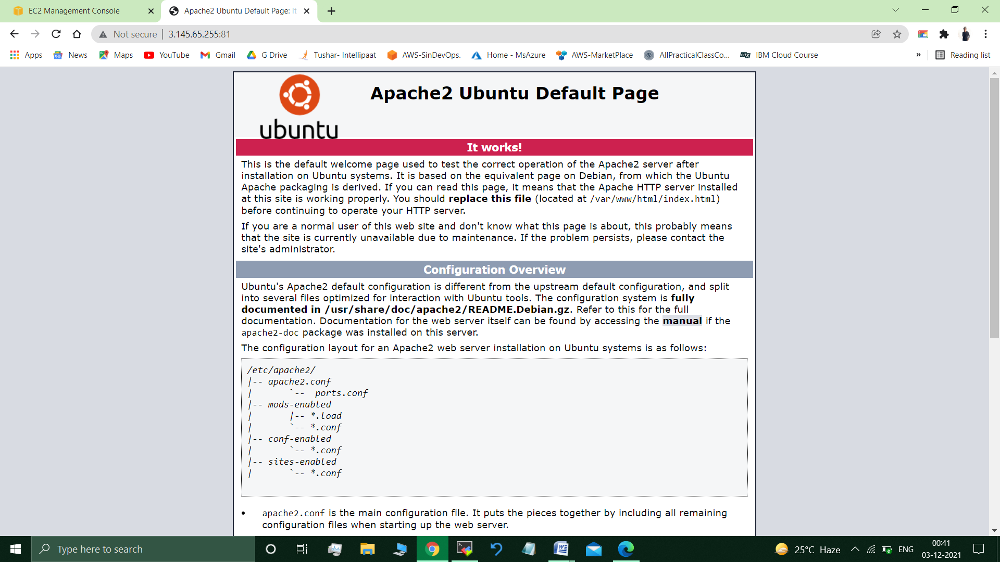 EC2 Management Console
Apache2 Ubuntu Default Page: It
Not secure | 3.145.65.255:81
Apps News Maps YouTube Gmail G Drive Tushar- Intellipaat AWS-SinDevOps. Home - MsAzure AWS-MarketPlace AllPracticalClassCo... edX IBM Cloud Course » Reading list
ubuntu
Apache2 Ubuntu Default Page
It works!
This is the default welcome page used to test the correct operation of the Apache2 server after
installation on Ubuntu systems. It is based on the equivalent page on Debian, from which the Ubuntu
Apache packaging is derived. If you can read this page, it means that the Apache HTTP server installed
at this site is working properly. You should replace this file (located at /var/www/html/index.html)
before continuing to operate your HTTP server.
If you are a normal user of this web site and don't know what this page is about, this probably means
that the site is currently unavailable due to maintenance. If the problem persists, please contact the
site's administrator.
Configuration Overview
Ubuntu's Apache2 default configuration is different from the upstream default configuration, and split
into several files optimized for interaction with Ubuntu tools. The configuration system is fully
documented in /usr/share/doc/apache2/README.Debian.gz. Refer to this for the full
documentation. Documentation for the web server itself can be found by accessing the manual if the
apache2-doc package was installed on this server.
The configuration layout for an Apache2 web server installation on Ubuntu systems is as follows:
/etc/apache2/
|-- apache2.conf
|       `--  ports.conf
|-- mods-enabled
|       |-- *.load
|       `-- *.conf
|-- conf-enabled
|       `-- *.conf
|-- sites-enabled
|       `-- *.conf
• apache2.conf is the main configuration file. It puts the pieces together by including all remaining
configuration files when starting up the web server.
Type here to search
25°C Haze
ENG
00:41
03-12-2021